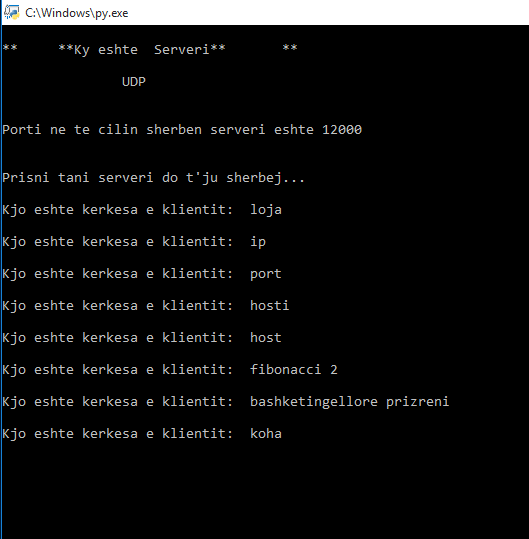 C:\Windows\py.exe
**     **Ky eshte  Serveri**       **
UDP
Porti ne te cilin sherben serveri eshte 12000
Prisni tani serveri do t'ju sherbej...
Kjo eshte kerkesa e klientit:  loja
Kjo eshte kerkesa e klientit:  ip
Kjo eshte kerkesa e klientit:  port
Kjo eshte kerkesa e klientit:  hosti
Kjo eshte kerkesa e klientit:  host
Kjo eshte kerkesa e klientit:  fibonacci 2
Kjo eshte kerkesa e klientit:  bashketingellore prizreni
Kjo eshte kerkesa e klientit:  koha